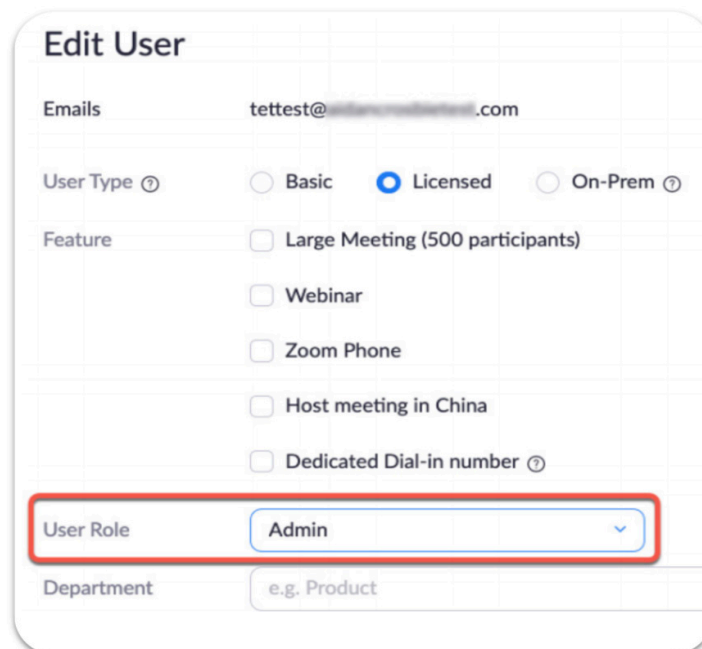 Edit User
Emails tettest@ .com
User Type ? Basic Licensed On-Prem ?
Feature Large Meeting (500 participants)
Webinar
Zoom Phone
Host meeting in China
Dedicated Dial-in number ?
User Role Admin
Department e.g. Product